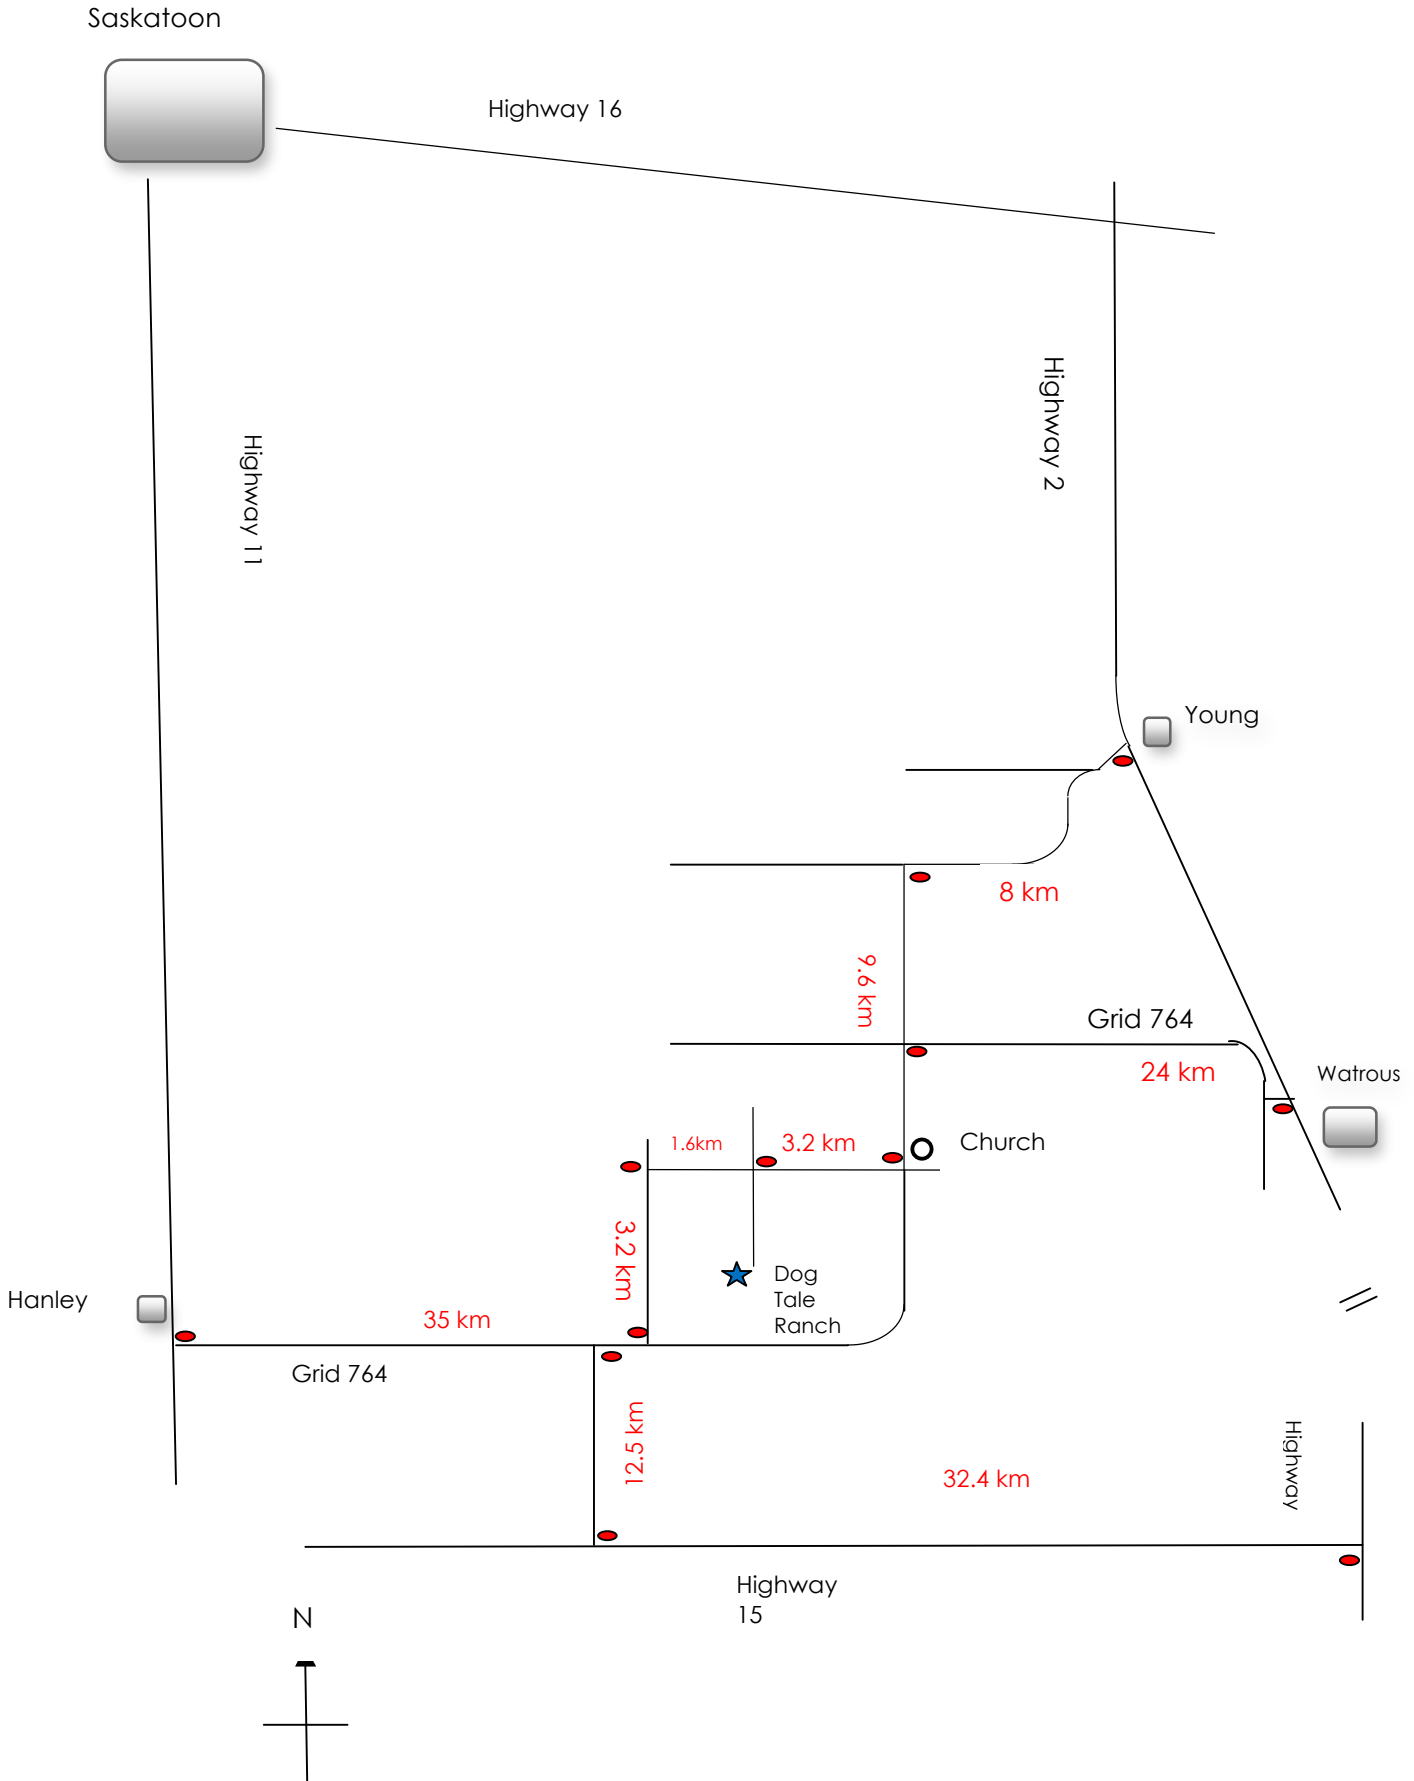 Saskatoon
Highway 16
Highway 2
Highway 11
Young
8 km
9.6 km
Grid 764
24 km
Watrous
1.6km
3.2 km
Church
3.2 km
Dog
Tale
Ranch
Hanley
35 km
Grid 764
12.5 km
Highway
32.4 km
Highway
15
N